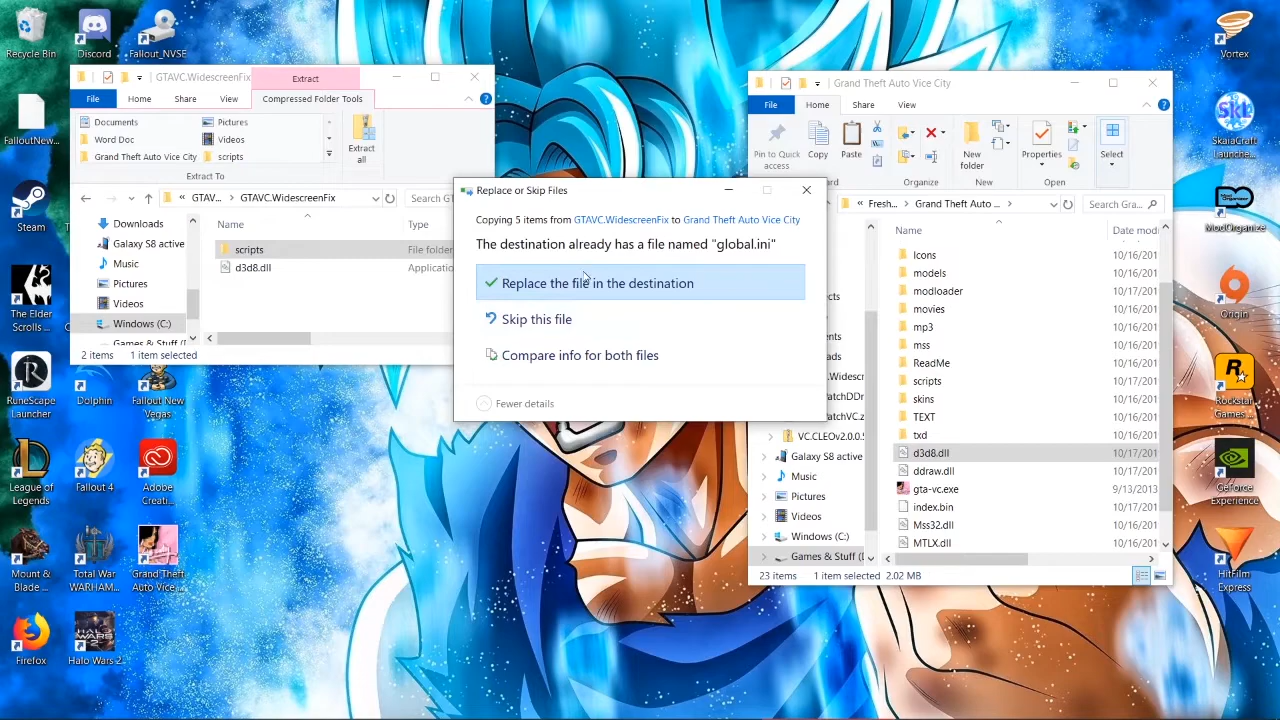 Recycle Bin
Discord
Fallout_NVSE
FalloutNew...
Steam
The Elder
Scrolls ...
RuneScape
Launcher
Dolphin
Fallout New
Vegas
League of
Legends
Fallout 4
Adobe
Creati...
Mount &
Blade ...
Total War
WARHAM...
Grand Theft
Auto Vice ...
Firefox
Halo Wars 2
GTAVC.WidescreenFix
Extract
File
Home
Share
View
Compressed Folder Tools
Documents
Pictures
Word Doc
Videos
Grand Theft Auto Vice City
scripts
Extract
all
Extract To
« GTAV... > GTAVC.WidescreenFix
Search GT
Downloads
Galaxy S8 active
Music
Pictures
Videos
Windows (C:)
Name
Type
scripts
File folder
d3d8.dll
Applicatio
2 items
1 item selected
Replace or Skip Files
Copying 5 items from GTAVC.WidescreenFix to Grand Theft Auto Vice City
The destination already has a file named "global.ini"
Replace the file in the destination
Skip this file
Compare info for both files
Fewer details
Grand Theft Auto Vice City
File
Home
Share
View
Pin to Quick
access
Copy
Paste
New
folder
Properties
Select
Organize
New
Open
« Fresh... > Grand Theft Auto ... >
Search Gra...
VC.CLEOv2.0.0.5
Galaxy S8 active
Music
Pictures
Videos
Windows (C:)
Games & Stuff (I
Name
Date modi
Icons
10/16/201
models
10/16/201
modloader
10/17/201
movies
10/16/201
mp3
10/16/201
mss
10/16/201
ReadMe
10/16/201
scripts
10/17/201
skins
10/16/201
TEXT
10/16/201
txd
10/16/201
d3d8.dll
10/17/201
ddraw.dll
10/17/201
gta-vc.exe
9/13/2013
index.bin
10/16/201
Mss32.dll
10/16/201
MTLX.dll
10/16/201
23 items
1 item selected 2.02 MB
Vortex
SkaiaCraft
Launche...
ModOrganize
Origin
Rockstar
Games ...
GeForce
Experience
HitFilm
Express